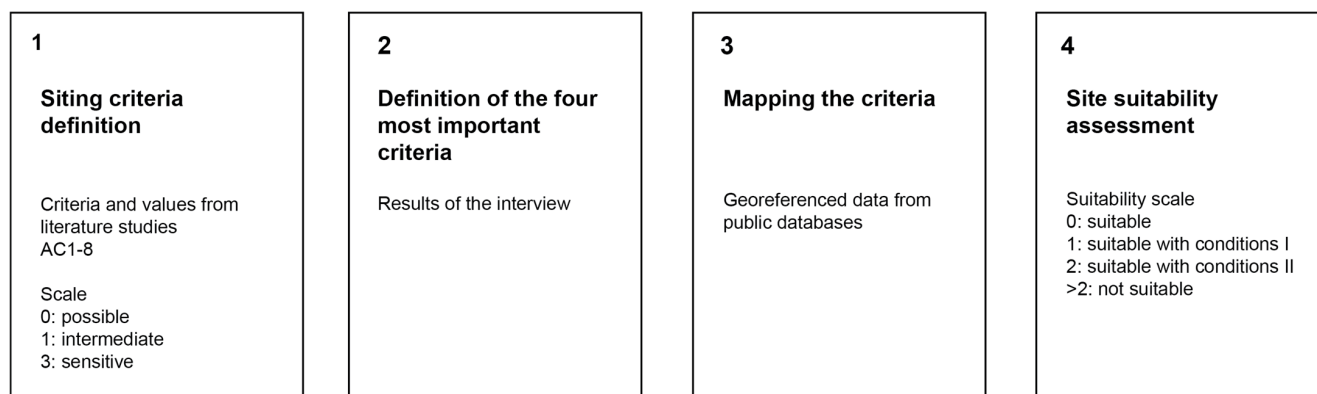 1
Siting criteria
definition
Criteria and values from
literature studies
AC1-8
Scale
0: possible
1: intermediate
3: sensitive
2
Definition of the four
most important
criteria
Results of the interview
3
Mapping the criteria
Georeferenced data from
public databases
4
Site suitability
assessment
Suitability scale
0: suitable
1: suitable with conditions I
2: suitable with conditions II
>2: not suitable